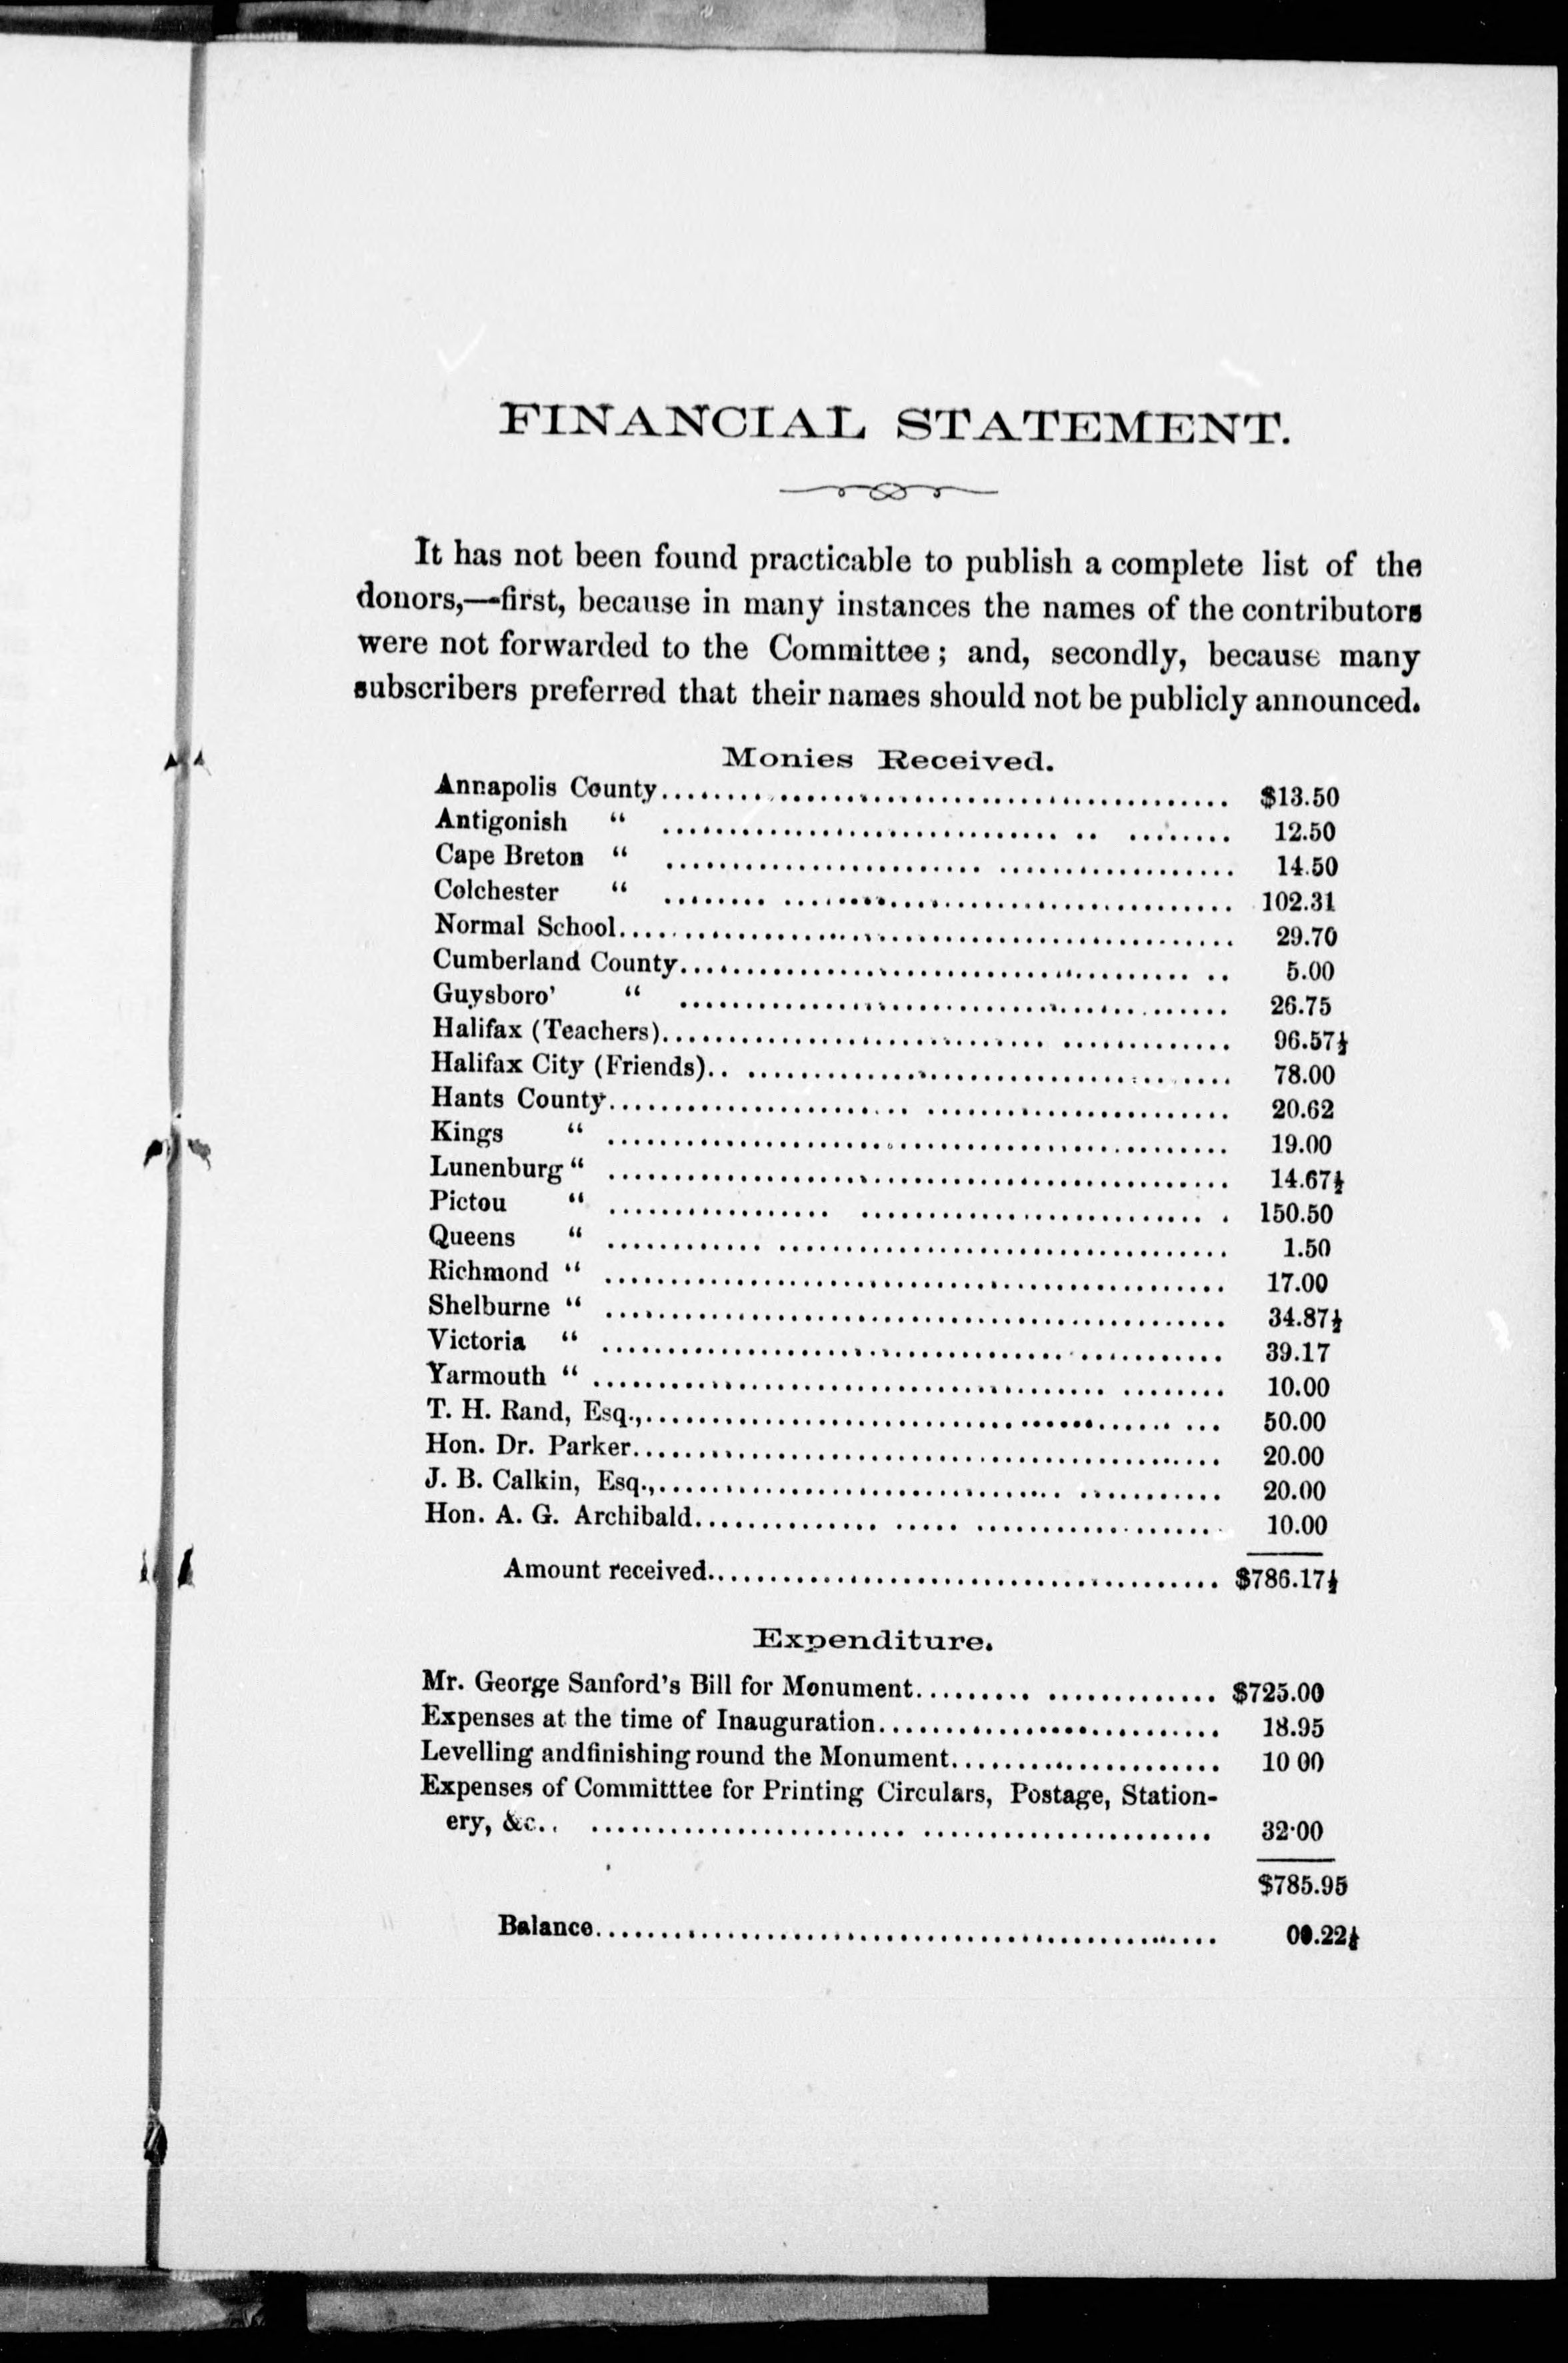 FINANCIAL STATEMENT.
It has not been found practicable to publish a complete list of the
donors,—first, because in many instances the names of the contributors
were not forwarded to the Committee; and, secondly, because many
subscribers preferred that their names should not be publicly announced.
Monies Received.
Annapolis County........................................ $13.50
Antigonish " ........................................ 12.50
Cape Breton " ........................................ 14.50
Colchester " ........................................ 102.31
Normal School........................................ 29.70
Cumberland County........................................ 5.00
Guysboro' " ........................................ 26.75
Halifax (Teachers)........................................ 96.57½
Halifax City (Friends)........................................ 78.00
Hants County........................................ 20.62
Kings " ........................................ 19.00
Lunenburg " ........................................ 14.67½
Pictou " ........................................ 150.50
Queens " ........................................ 1.50
Richmond " ........................................ 17.00
Shelburne " ........................................ 34.87½
Victoria " ........................................ 39.17
Yarmouth " ........................................ 10.00
T. H. Rand, Esq.,........................................ 50.00
Hon. Dr. Parker........................................ 20.00
J. B. Calkin, Esq.,........................................ 20.00
Hon. A. G. Archibald........................................ 10.00
Amount received........................................ $786.17½
Expenditure.
Mr. George Sanford's Bill for Monument........................ $725.00
Expenses at the time of Inauguration........................ 18.95
Levelling andfinishing round the Monument........................ 10 00
Expenses of Committtee for Printing Circulars, Postage, Station-
ery, &c.. ........................................ 32·00
$785.95
Balance........................................ 00.22½